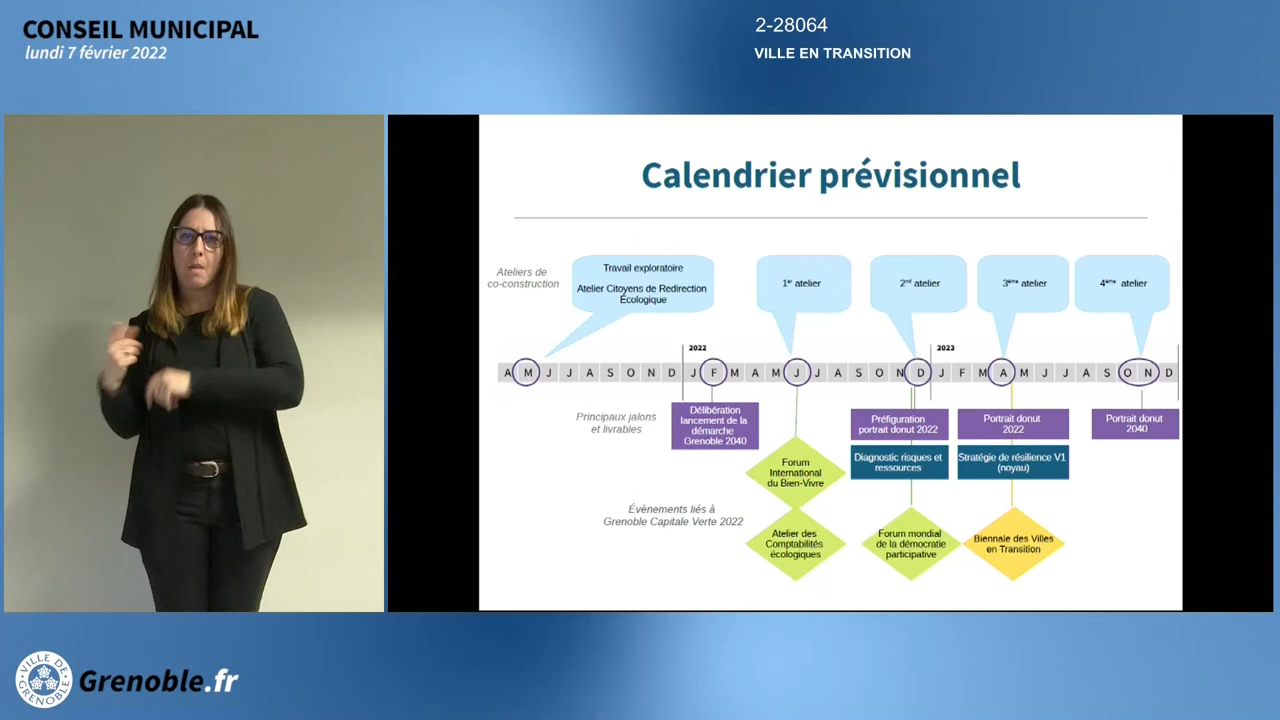 CONSEIL MUNICIPAL
lundi 7 février 2022
2-28064
VILLE EN TRANSITION
Calendrier prévisionnel
Ateliers de
co-construction
Travail exploratoire
Atelier Citoyens de Redirection
Écologique
1er atelier
2nd atelier
3ème atelier
4ème atelier
2022
2023
A M J J A S O N D J F M A M J J A S O N D J F M A M J J A S O N D
Principaux jalons
et livrables
Délibération
lancement de la
démarche
Grenoble 2040
Préfiguration
portrait donut 2022
Portrait donut
2022
Portrait donut
2040
Diagnostic risques et
ressources
Stratégie de résilience V1
(noyau)
Forum
International
du Bien-Vivre
Évènements liés à
Grenoble Capitale Verte 2022
Atelier des
Comptabilités
écologiques
Forum mondial
de la démocratie
participative
Biennale des Villes
en Transition
VILLE DE GRENOBLE
Grenoble.fr